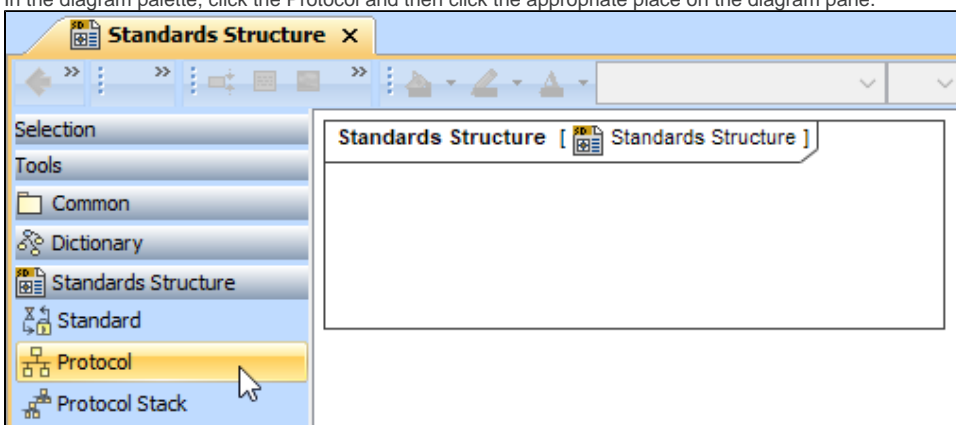 In the diagram palette, click the Protocol and then click the appropriate place on the diagram pane.
Standards Structure X
Selection
Standards Structure [ Standards Structure ]
Tools
Common
Dictionary
Standards Structure
Standard
Protocol
Protocol Stack